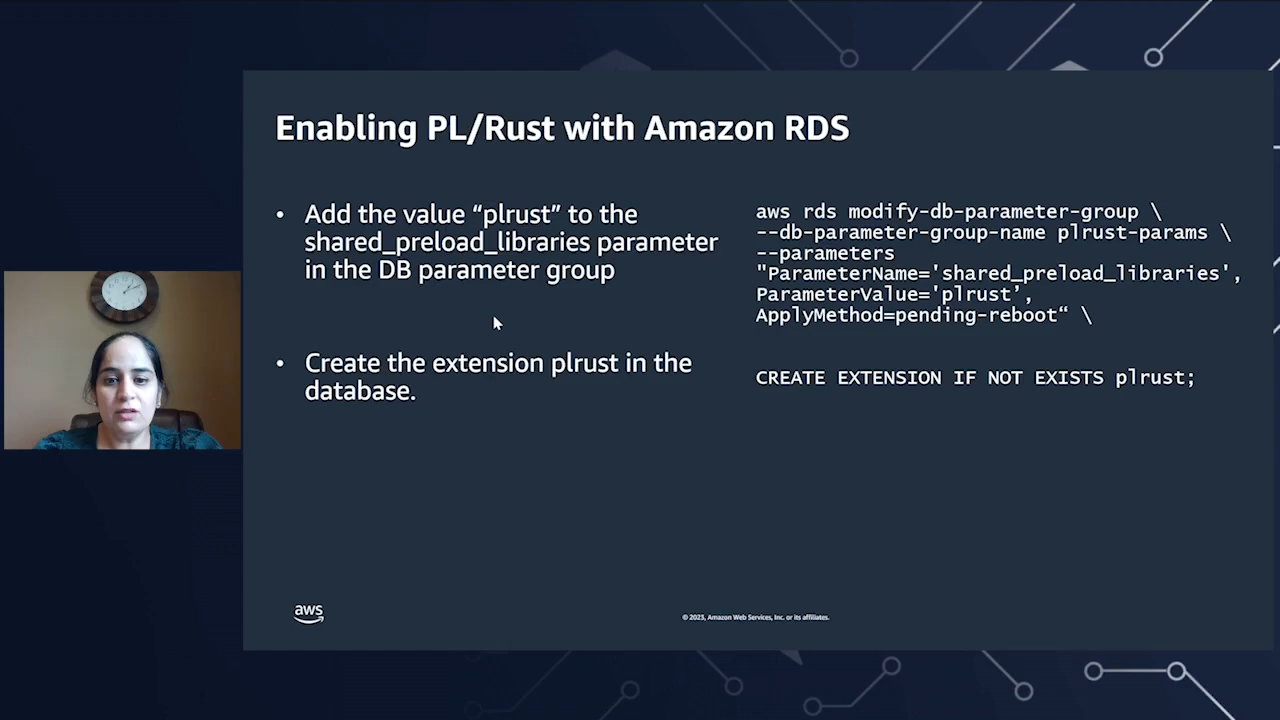 Enabling PL/Rust with Amazon RDS
• Add the value “plrust” to the
shared_preload_libraries parameter
in the DB parameter group
• Create the extension plrust in the
database.
aws rds modify-db-parameter-group \
--db-parameter-group-name plrust-params \
--parameters
"ParameterName='shared_preload_libraries',
ParameterValue='plrust’,
ApplyMethod=pending-reboot“ \
CREATE EXTENSION IF NOT EXISTS plrust;
aws
© 2023, Amazon Web Services, Inc. or its affiliates.